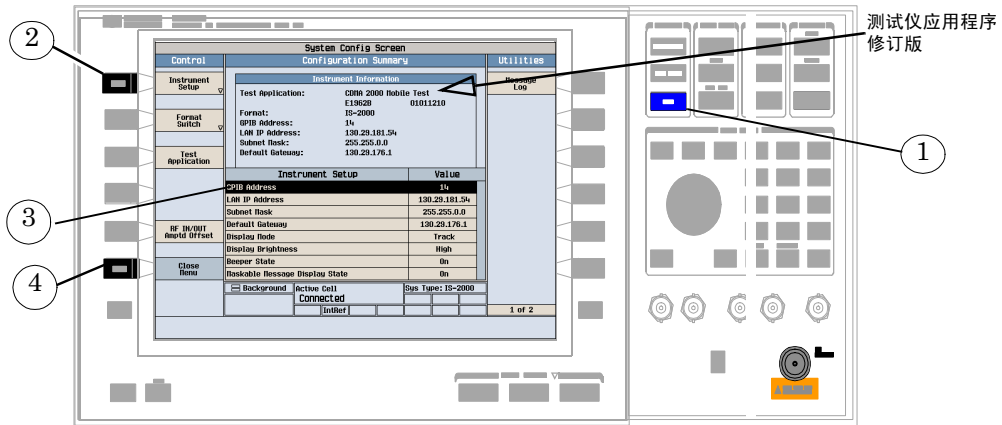 测试仪应用程序
修订版
2
1
3
4
System Config Screen
Control
Configuration Summary
Utilities
Instrument
Setup
Format
Switch
Test
Application
RF IN/OUT
Amptd Offset
Close
Menu
Instrument Information
Test Application: CDMA 2000 Mobile Test
E1962B 01011210
Format: IS-2000
GPIB Address: 14
LAN IP Address: 130.29.181.54
Subnet Mask: 255.255.0.0
Default Gateway: 130.29.176.1
Instrument Setup Value
GPIB Address 14
LAN IP Address 130.29.181.54
Subnet Mask 255.255.0.0
Default Gateway 130.29.176.1
Display Mode Track
Display Brightness High
Beeper State On
Maskable Message Display State On
Background
Active Cell
Sys Type: IS-2000
Connected
IntRef
Message
Log
1 of 2